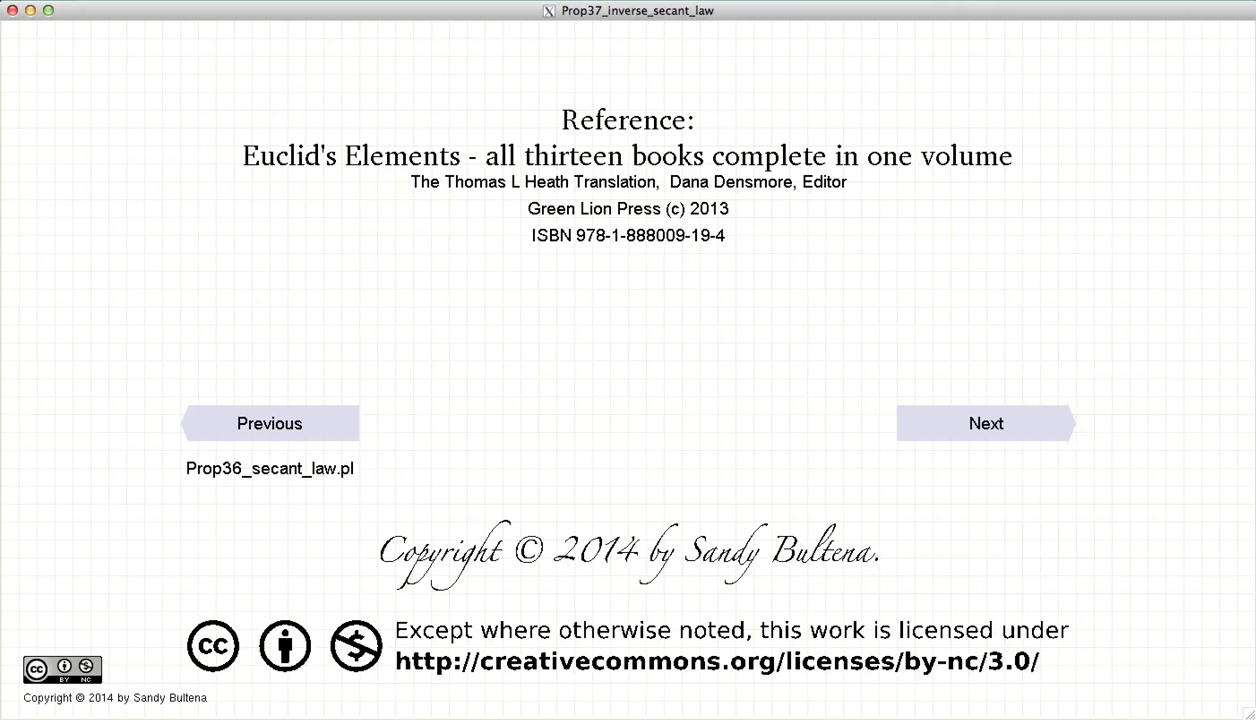 Prop37_inverse_secant_law
Reference:
Euclid's Elements - all thirteen books complete in one volume
The Thomas L Heath Translation,  Dana Densmore, Editor
Green Lion Press (c) 2013
ISBN 978-1-888009-19-4
Previous
Next
Prop36_secant_law.pl
Copyright © 2014 by Sandy Bultena.
Except where otherwise noted, this work is licensed under
http://creativecommons.org/licenses/by-nc/3.0/
cc
BY NC
Copyright © 2014 by Sandy Bultena